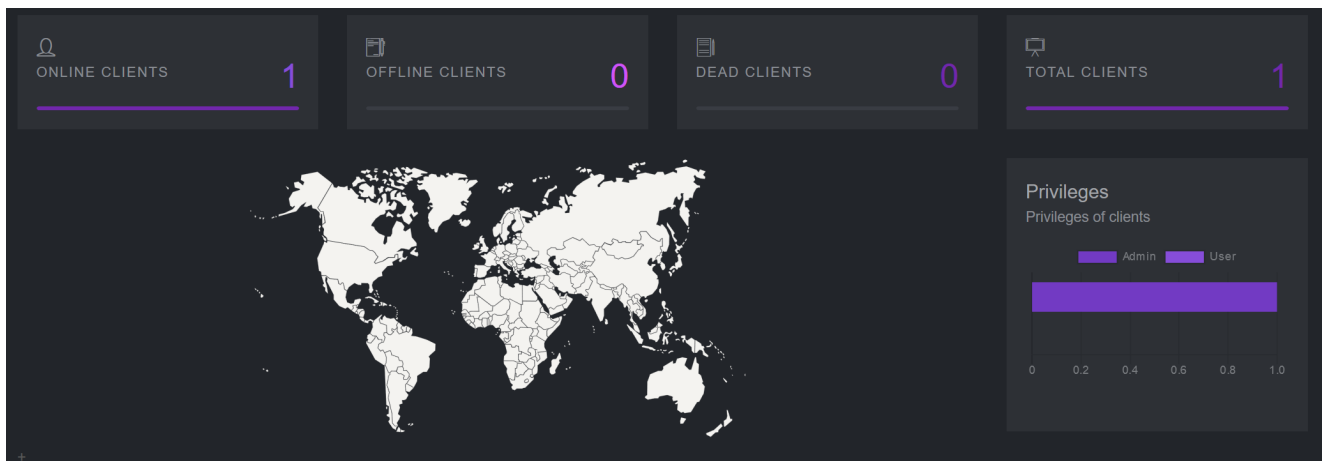 ONLINE CLIENTS 1
OFFLINE CLIENTS 0
DEAD CLIENTS 0
TOTAL CLIENTS 1
Privileges
Privileges of clients
Admin User
0 0.2 0.4 0.6 0.8 1.0
+